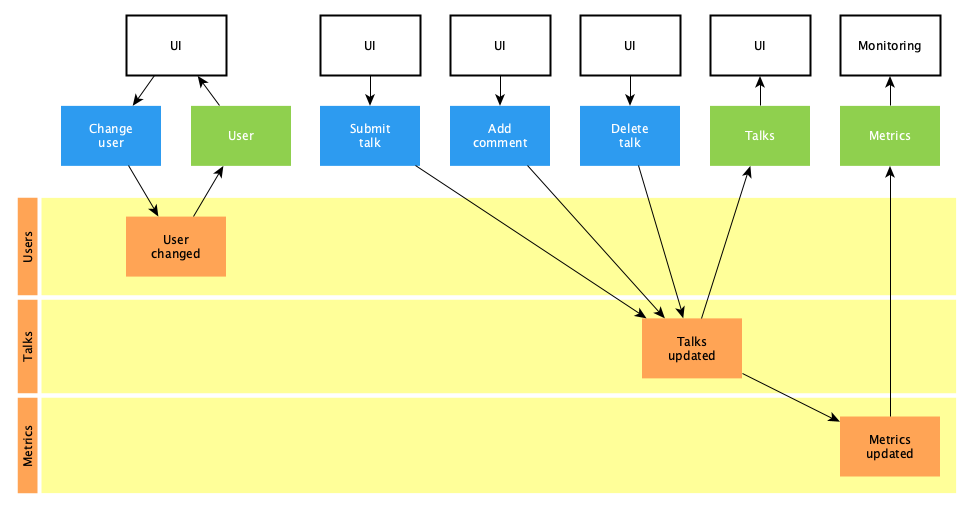 UI
UI
UI
UI
UI
Monitoring
Change
user
User
Submit
talk
Add
comment
Delete
talk
Talks
Metrics
Users
User
changed
Talks
Talks
updated
Metrics
Metrics
updated